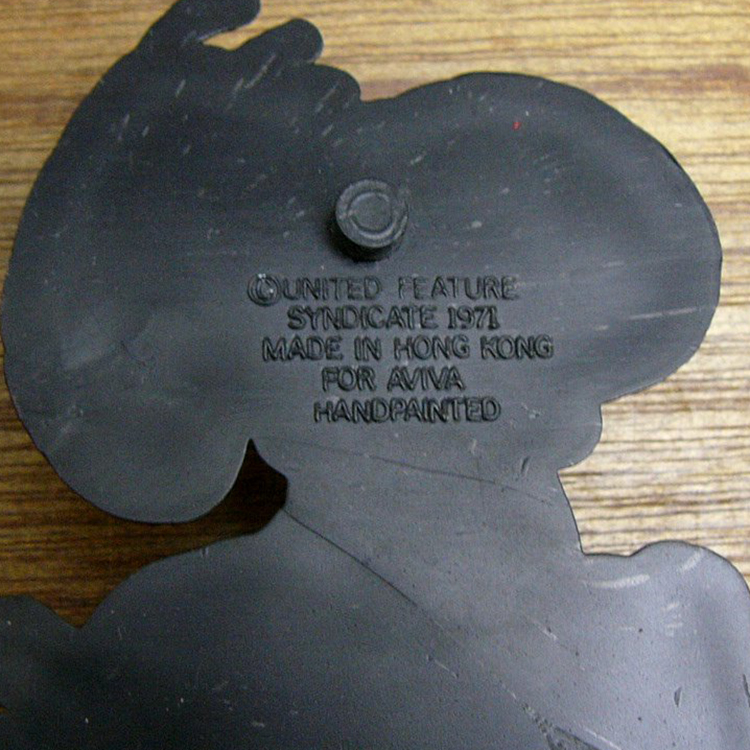 ©UNITED FEATURE
SYNDICATE 1971
MADE IN HONG KONG
FOR AVIVA
HANDPAINTED